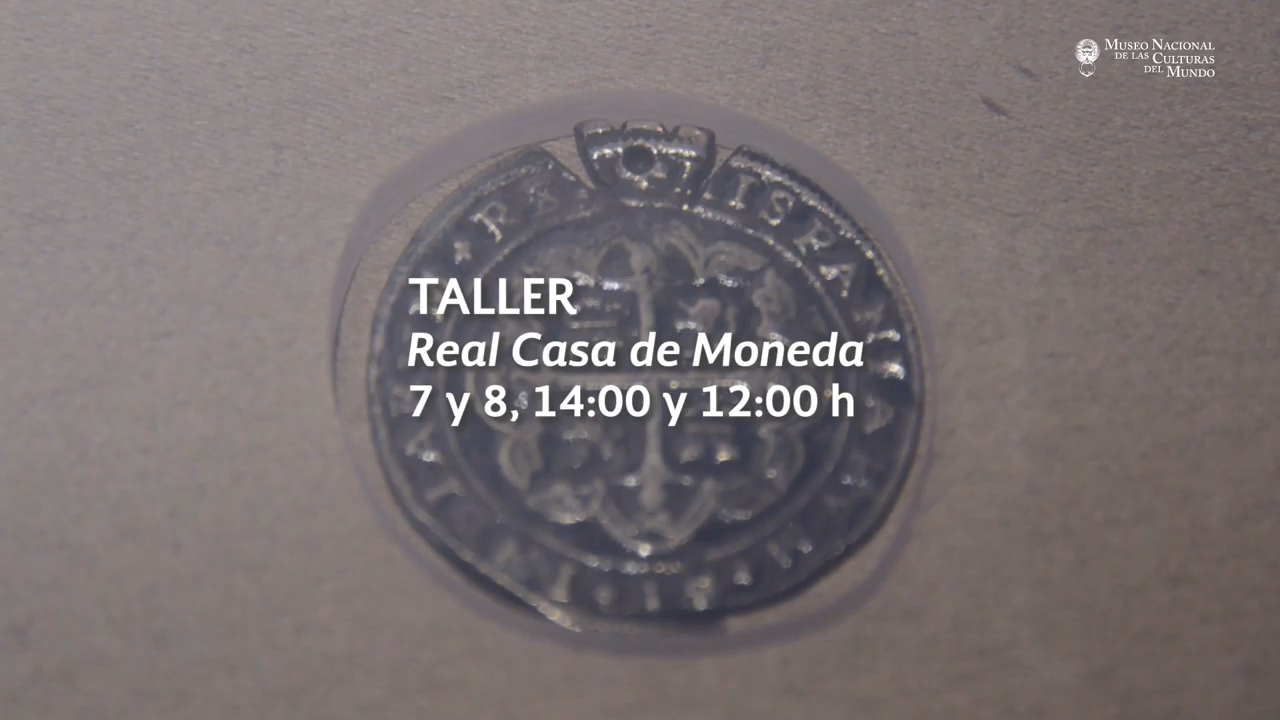 MUSEO NACIONAL
DE LAS CULTURAS
DEL MUNDO
TALLER
Real Casa de Moneda
7 y 8, 14:00 y 12:00 h